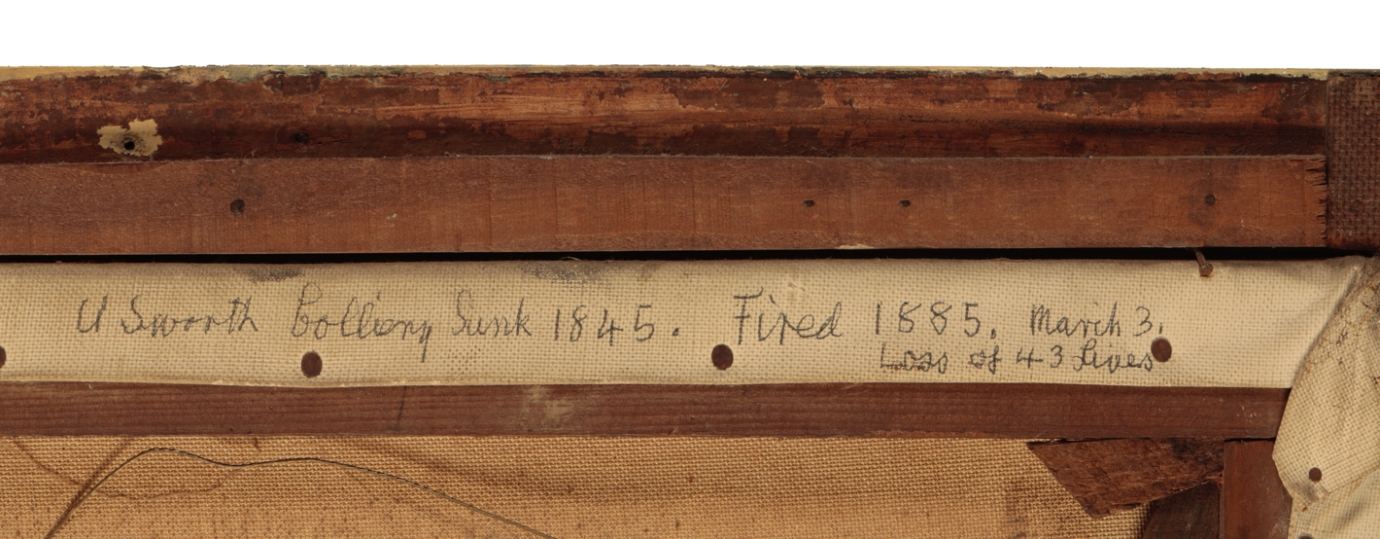 Usworth Colliery Sunk 1845. Fired 1885. March 3.
Loss of 43 Lives